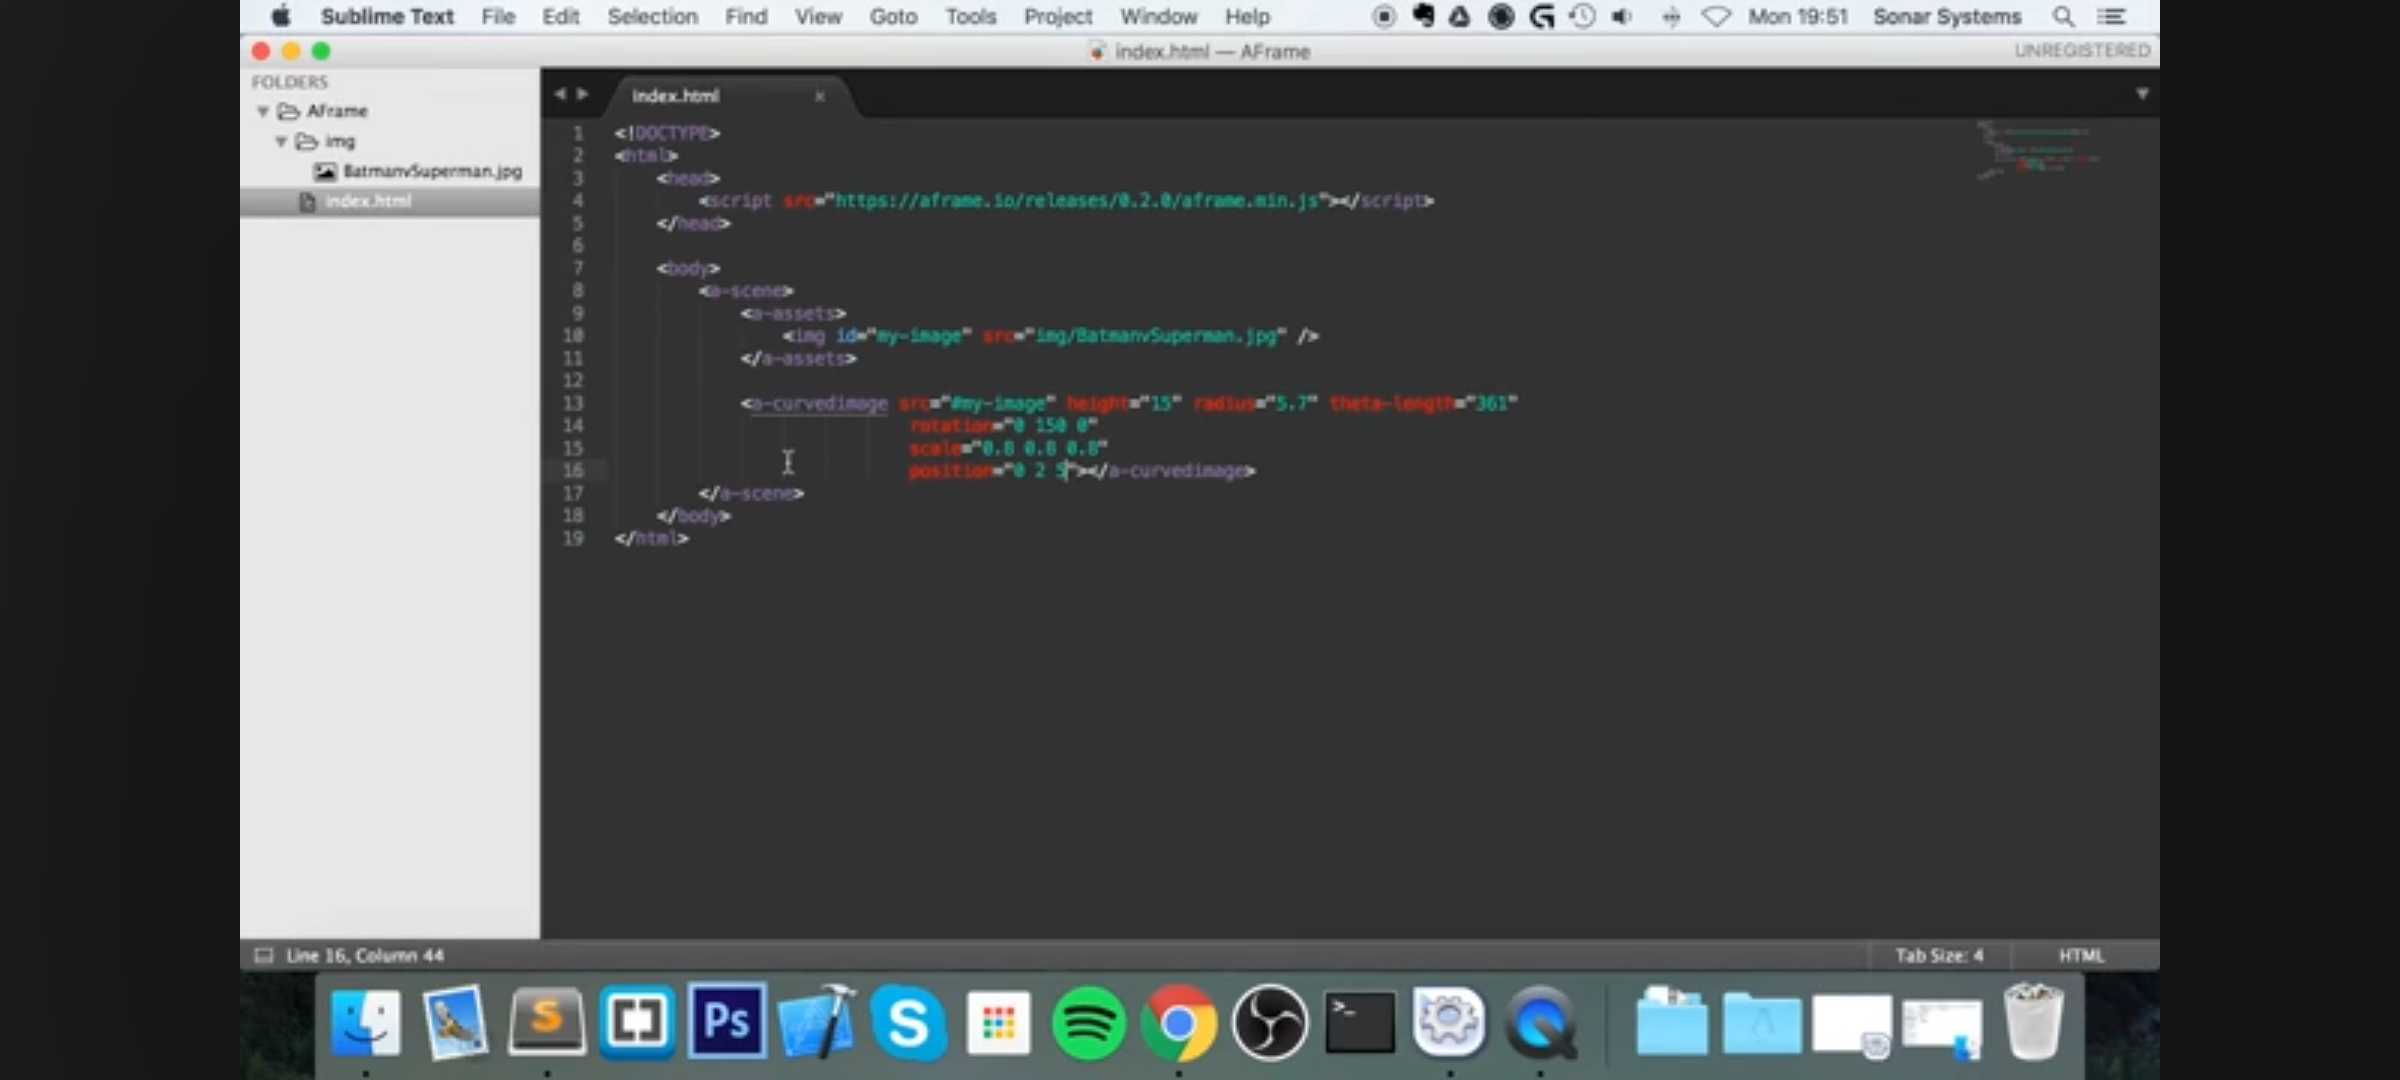 Sublime Text File Edit Selection Find View Goto Tools Project Window Help Mon 19:51 Sonar Systems
index.html — AFrame UNREGISTERED
FOLDERS
AFrame
img
BatmanvSuperman.jpg
index.html
index.html
1 <!DOCTYPE>
2 <html>
3 <head>
4 <script src="https://aframe.io/releases/0.2.0/aframe.min.js"></script>
5 </head>
6
7 <body>
8 <a-scene>
9 <a-assets>
10 <img id="my-image" src="img/BatmanvSuperman.jpg" />
11 </a-assets>
12
13 <a-curvedimage src="#my-image" height="15" radius="5.7" theta-length="361"
14 rotation="0 150 0"
15 scale="0.8 0.8 0.8"
16 position="0 2 5"></a-curvedimage>
17 </a-scene>
18 </body>
19 </html>
Line 16, Column 44 Tab Size: 4 HTML
S Ps S >_